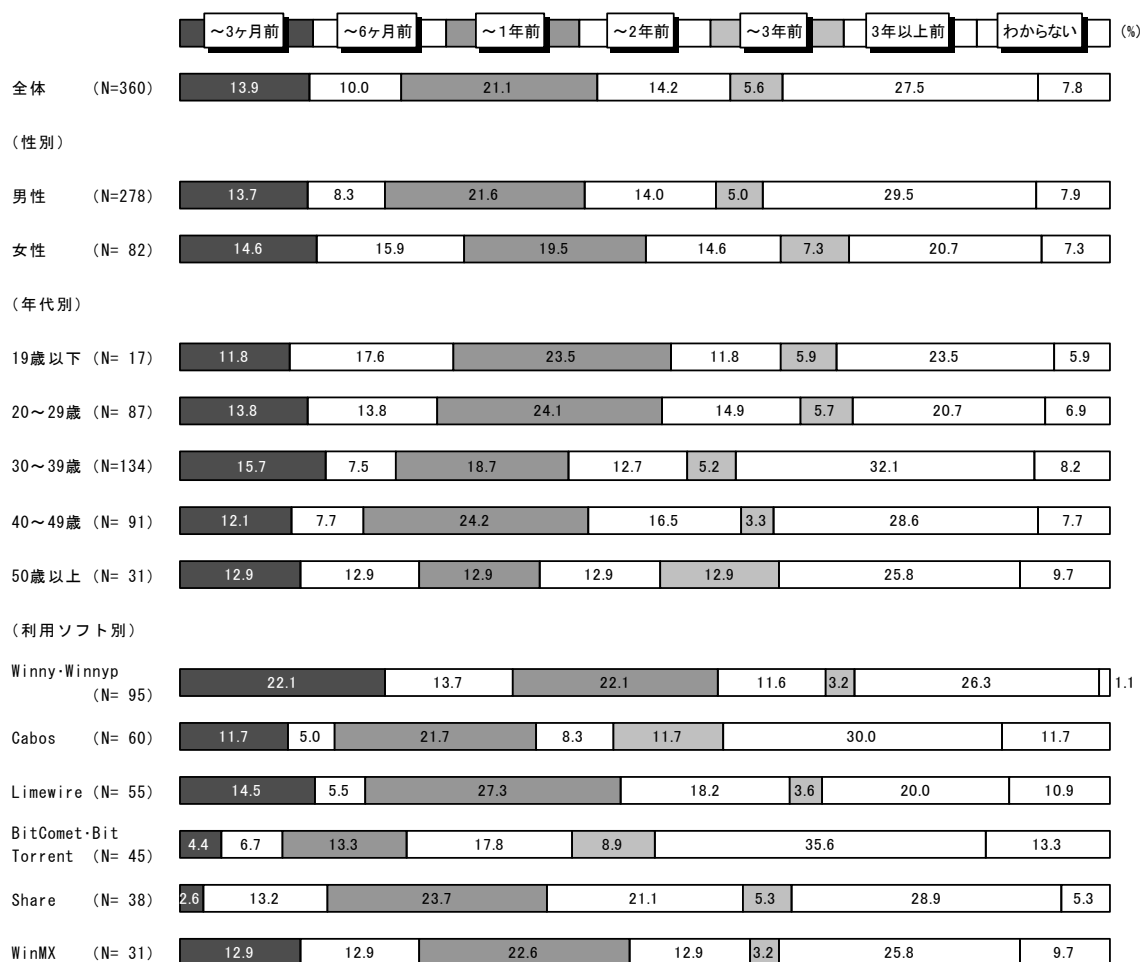 ～3ヶ月前 ～6ヶ月前 ～1年前 ～2年前 ～3年前 3年以上前 わからない (%)
全体 (N=360) 13.9 10.0 21.1 14.2 5.6 27.5 7.8
(性別)
男性 (N=278) 13.7 8.3 21.6 14.0 5.0 29.5 7.9
女性 (N= 82) 14.6 15.9 19.5 14.6 7.3 20.7 7.3
(年代別)
19歳以下 (N= 17) 11.8 17.6 23.5 11.8 5.9 23.5 5.9
20～29歳 (N= 87) 13.8 13.8 24.1 14.9 5.7 20.7 6.9
30～39歳 (N=134) 15.7 7.5 18.7 12.7 5.2 32.1 8.2
40～49歳 (N= 91) 12.1 7.7 24.2 16.5 3.3 28.6 7.7
50歳以上 (N= 31) 12.9 12.9 12.9 12.9 12.9 25.8 9.7
(利用ソフト別)
Winny・Winnyp
(N= 95) 22.1 13.7 22.1 11.6 3.2 26.3 1.1
Cabos (N= 60) 11.7 5.0 21.7 8.3 11.7 30.0 11.7
Limewire (N= 55) 14.5 5.5 27.3 18.2 3.6 20.0 10.9
BitComet・Bit
Torrent (N= 45) 4.4 6.7 13.3 17.8 8.9 35.6 13.3
Share (N= 38) 2.6 13.2 23.7 21.1 5.3 28.9 5.3
WinMX (N= 31) 12.9 12.9 22.6 12.9 3.2 25.8 9.7